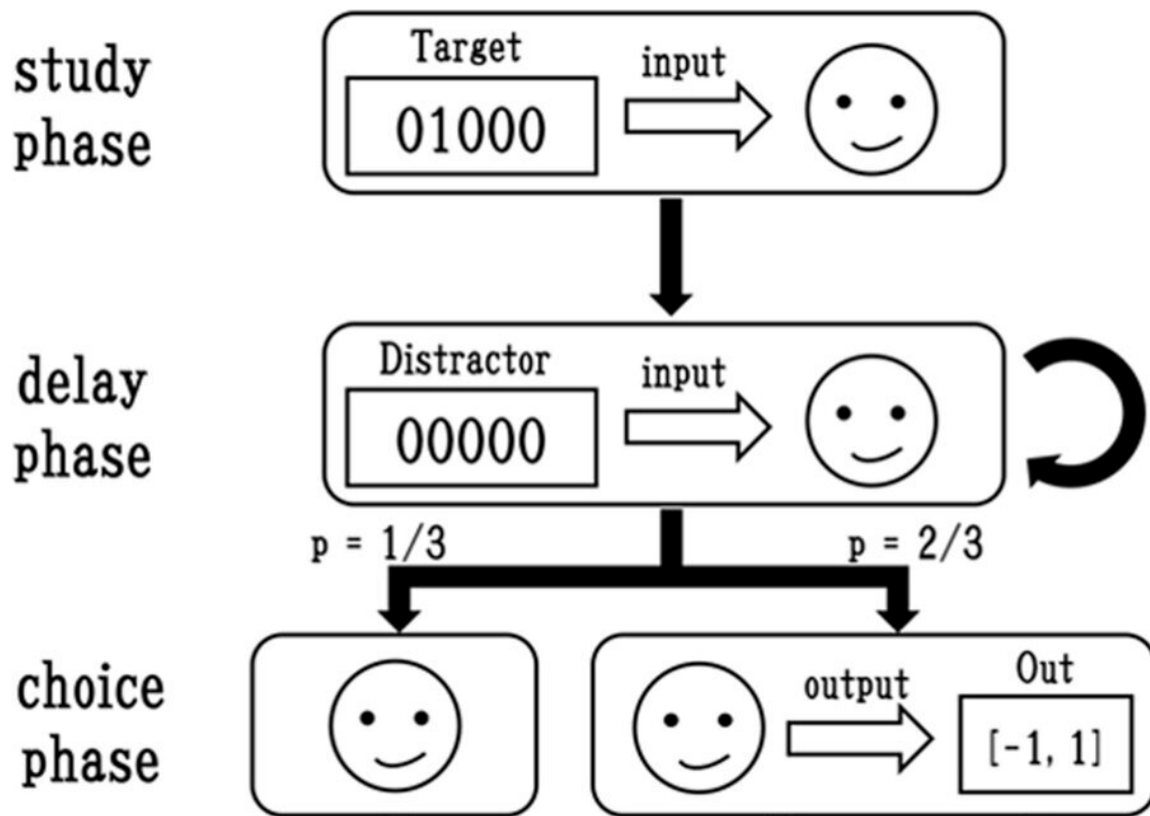 study
phase
Target
01000
input
delay
phase
Distractor
00000
input
p = 1/3
p = 2/3
choice
phase
output
Out
[-1, 1]